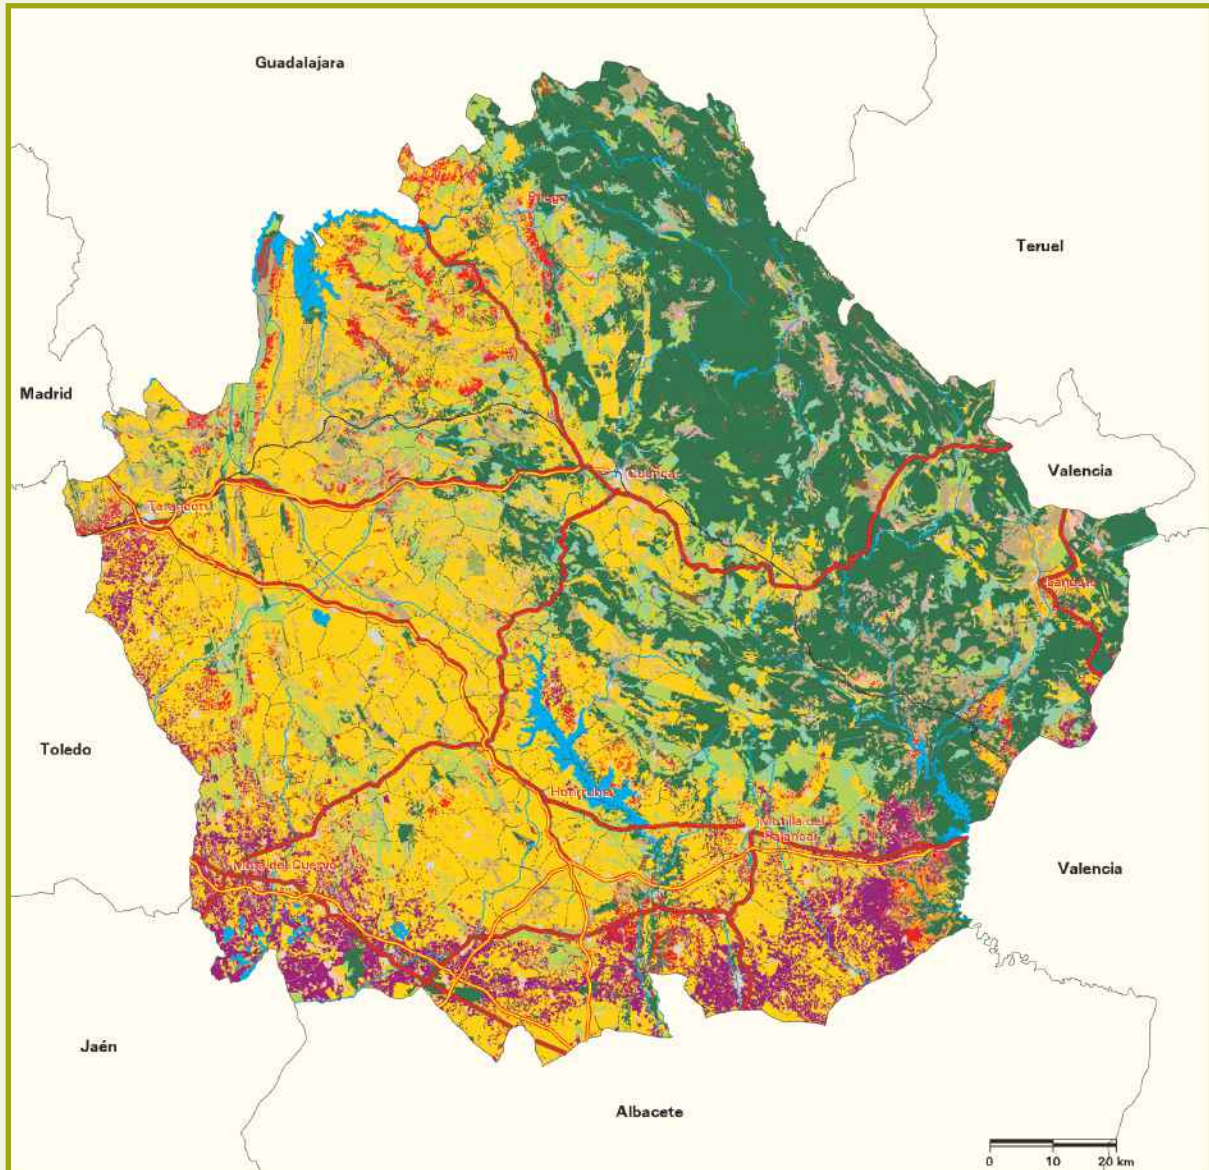 Guadalajara
Priego
Teruel
Madrid
Valencia
Cuenca
Tarancón
Landete
Toledo
Honrubia
Motilla del
Palancar
Mota del Cuervo
Valencia
Jaén
Albacete
0 10 20 km